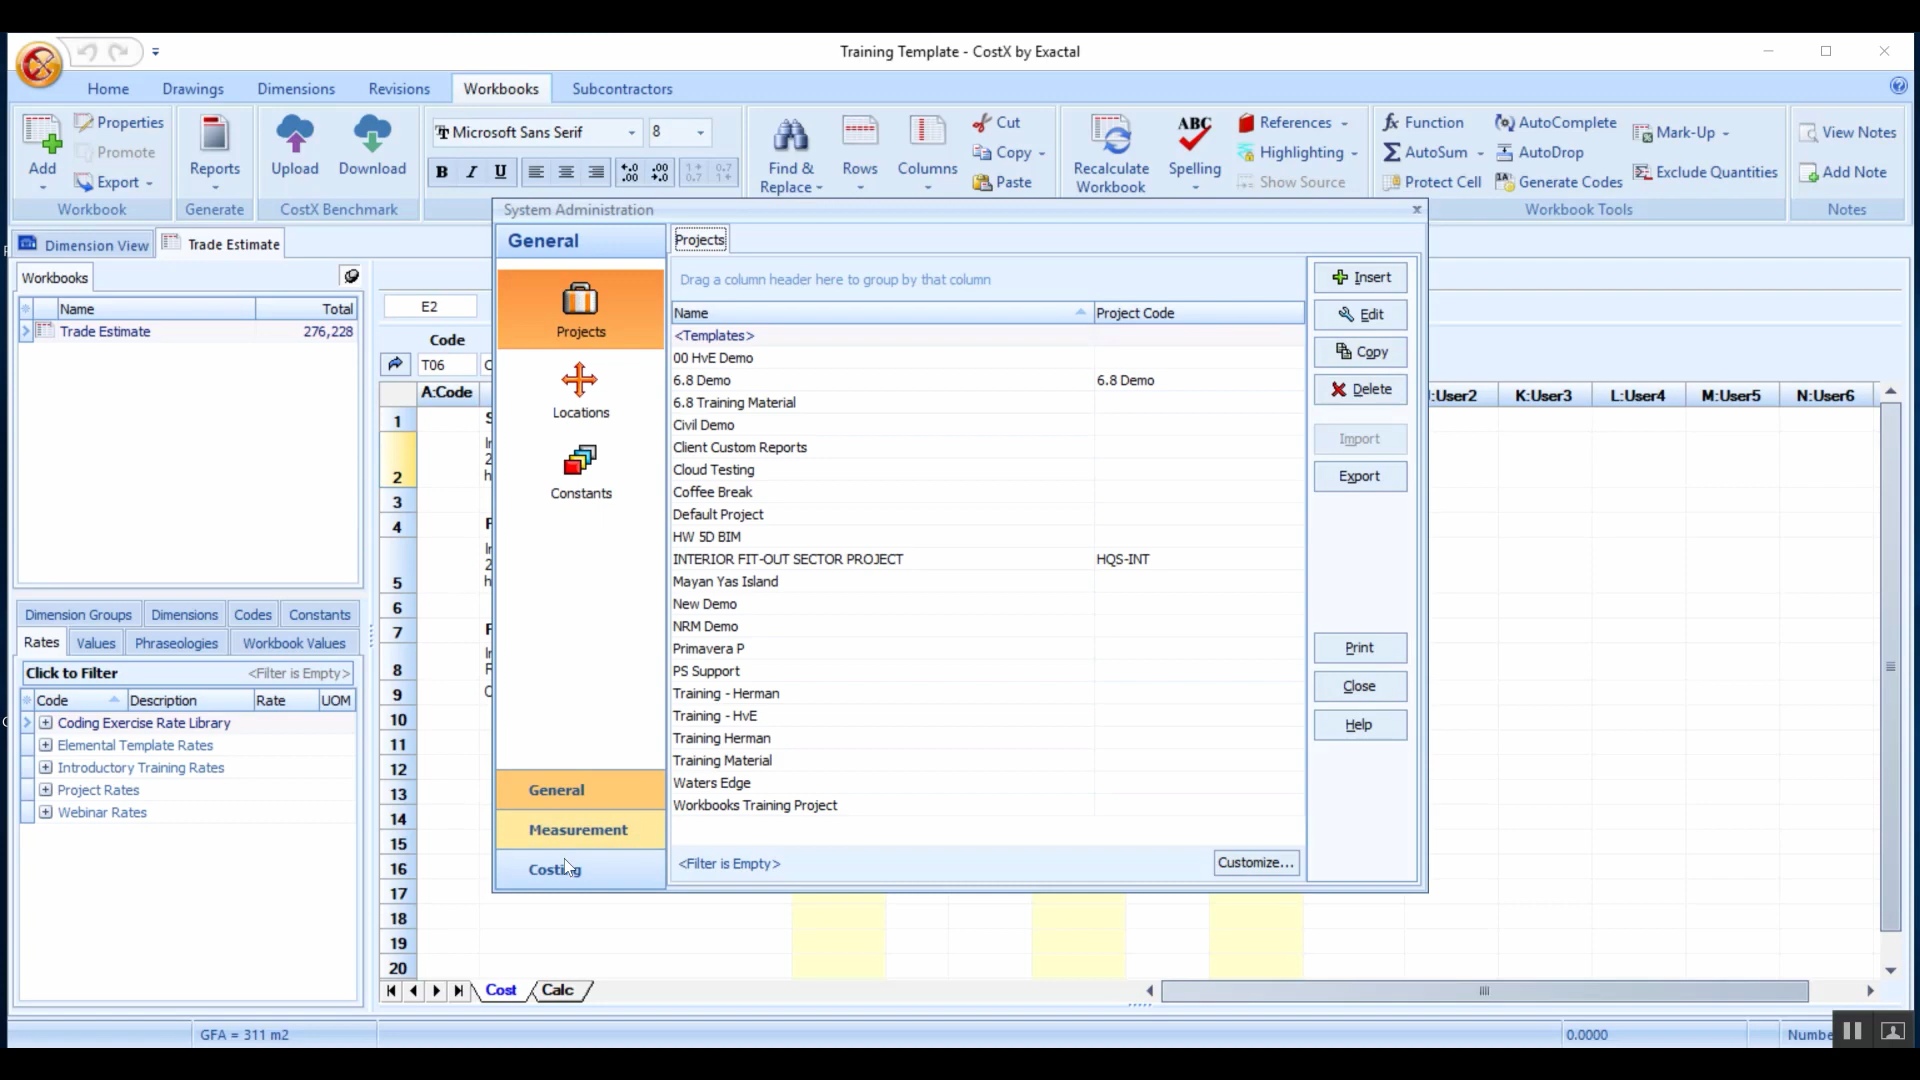 Training Template - CostX by Exactal
Home Drawings Dimensions Revisions Workbooks Subcontractors
Add
Properties
Promote
Export
Workbook
Reports
Generate
Upload Download
CostX Benchmark
Microsoft Sans Serif 8
B I U
Find & Replace
Rows
Columns
Cut
Copy
Paste
Recalculate Workbook
Spelling
References
Highlighting
Show Source
Function
AutoSum
Protect Cell
AutoComplete
AutoDrop
Generate Codes
Mark-Up
Exclude Quantities
Workbook Tools
View Notes
Add Note
Notes
Dimension View Trade Estimate
Workbooks
Name Total
Trade Estimate 276,228
Dimension Groups Dimensions Codes Constants
Rates Values Phraseologies Workbook Values
Click to Filter <Filter is Empty>
Code Description Rate UOM
Coding Exercise Rate Library
Elemental Template Rates
Introductory Training Rates
Project Rates
Webinar Rates
E2
Code
T06
A:Code
1
2
3
4
5
6
7
8
9
10
11
12
13
14
15
16
17
18
19
20
System Administration
General
Projects
Locations
Constants
General
Measurement
Costing
Projects
Drag a column header here to group by that column
Name Project Code
<Templates>
00 HvE Demo
6.8 Demo 6.8 Demo
6.8 Training Material
Civil Demo
Client Custom Reports
Cloud Testing
Coffee Break
Default Project
HW 5D BIM
INTERIOR FIT-OUT SECTOR PROJECT HQS-INT
Mayan Yas Island
New Demo
NRM Demo
Primavera P
PS Support
Training - Herman
Training - HvE
Training Herman
Training Material
Waters Edge
Workbooks Training Project
<Filter is Empty> Customize...
Insert
Edit
Copy
Delete
Import
Export
Print
Close
Help
:User2 K:User3 L:User4 M:User5 N:User6
Cost Calc
GFA = 311 m2 0.0000 Numbe